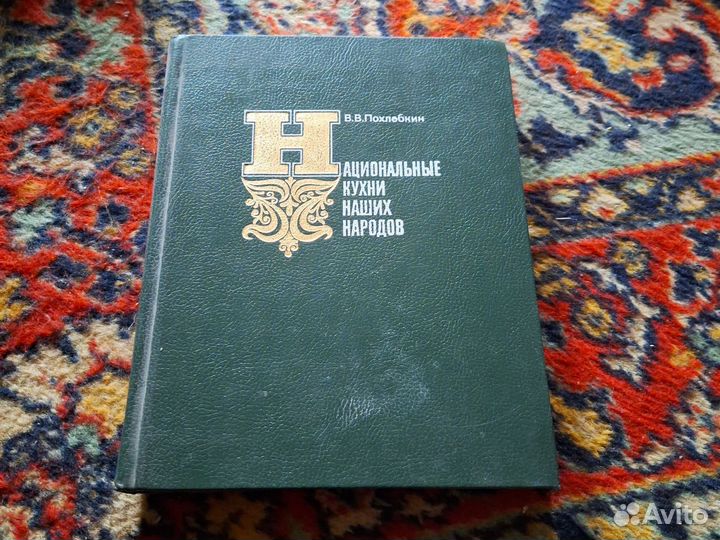 В.В.Похлебкин
НАЦИОНАЛЬНЫЕ
КУХНИ
НАШИХ
НАРОДОВ
Avito